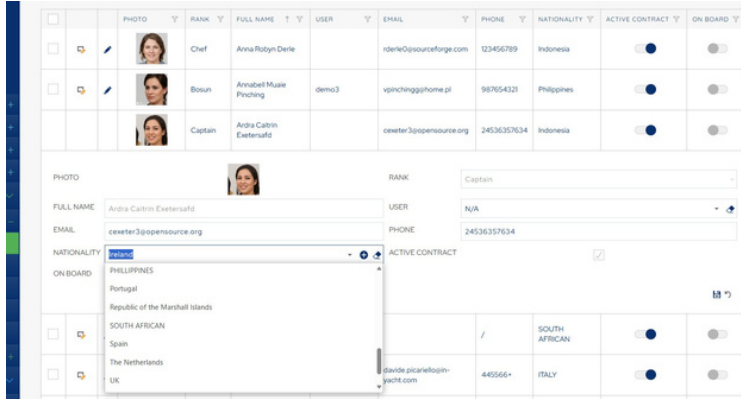 PHOTO RANK FULL NAME USER EMAIL PHONE NATIONALITY ACTIVE CONTRACT ON BOARD
Chef Anna Robyn Derle rderle0@sourceforge.com 123456789 Indonesia
Bosun Annabell Muaie Pinching demo3 vpinchingg@home.pl 987654321 Philippines
Captain Ardra Caitrin Exetersafd cexeter3@opensource.org 24536357634 Indonesia
PHOTO RANK Captain
FULL NAME Ardra Caitrin Exetersafd USER N/A
EMAIL cexeter3@opensource.org PHONE 24536357634
NATIONALITY Ireland ACTIVE CONTRACT
ON BOARD
PHILLIPPINES
Portugal
Republic of the Marshall Islands
SOUTH AFRICAN
Spain
The Netherlands
UK
/ SOUTH AFRICAN
davide.picariello@in-yacht.com 445566+ ITALY